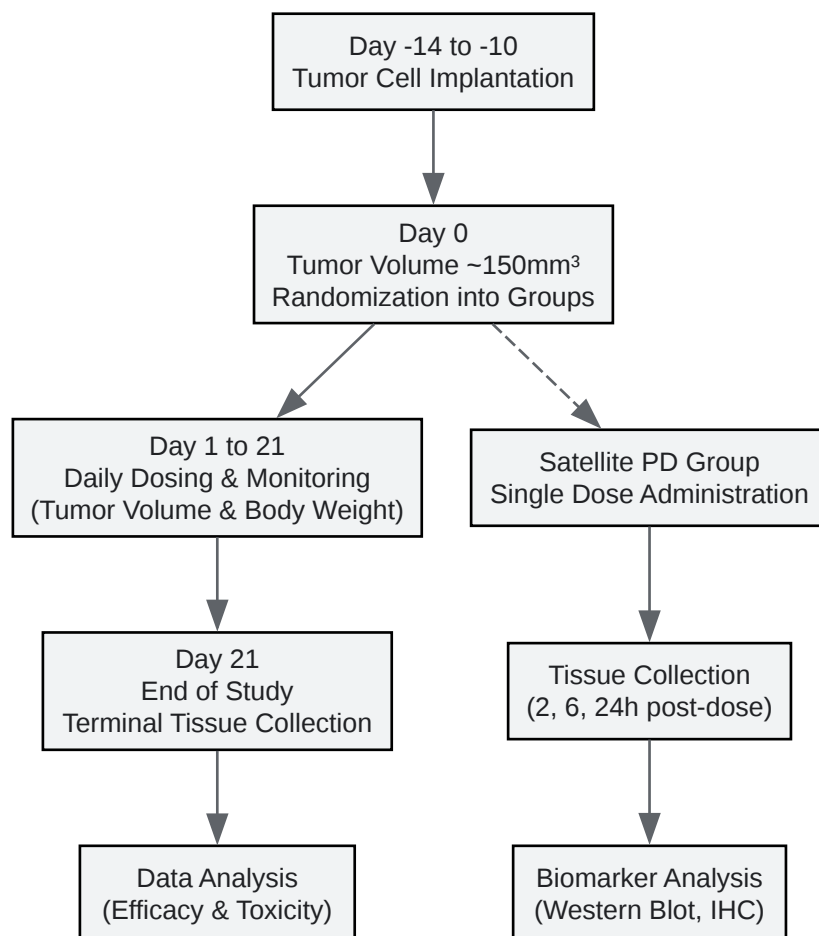 Day -14 to -10
Tumor Cell Implantation
Day 0
Tumor Volume ~150mm³
Randomization into Groups
Day 1 to 21
Daily Dosing & Monitoring
(Tumor Volume & Body Weight)
Satellite PD Group
Single Dose Administration
Day 21
End of Study
Terminal Tissue Collection
Tissue Collection
(2, 6, 24h post-dose)
Data Analysis
(Efficacy & Toxicity)
Biomarker Analysis
(Western Blot, IHC)